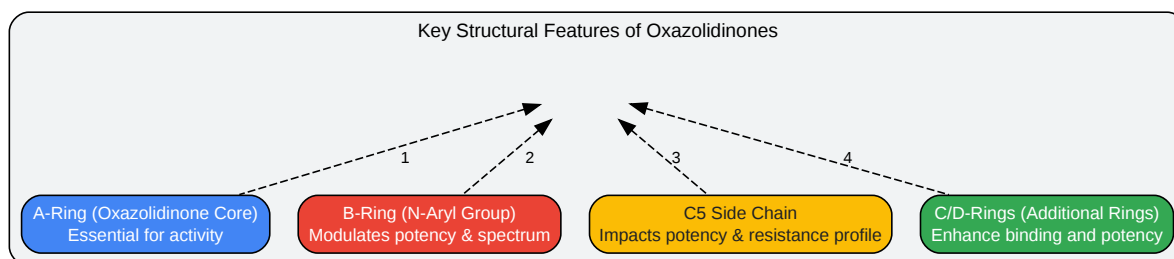 Key Structural Features of Oxazolidinones
1
2
3
4
A-Ring (Oxazolidinone Core)
Essential for activity
B-Ring (N-Aryl Group)
Modulates potency & spectrum
C5 Side Chain
Impacts potency & resistance profile
C/D-Rings (Additional Rings)
Enhance binding and potency